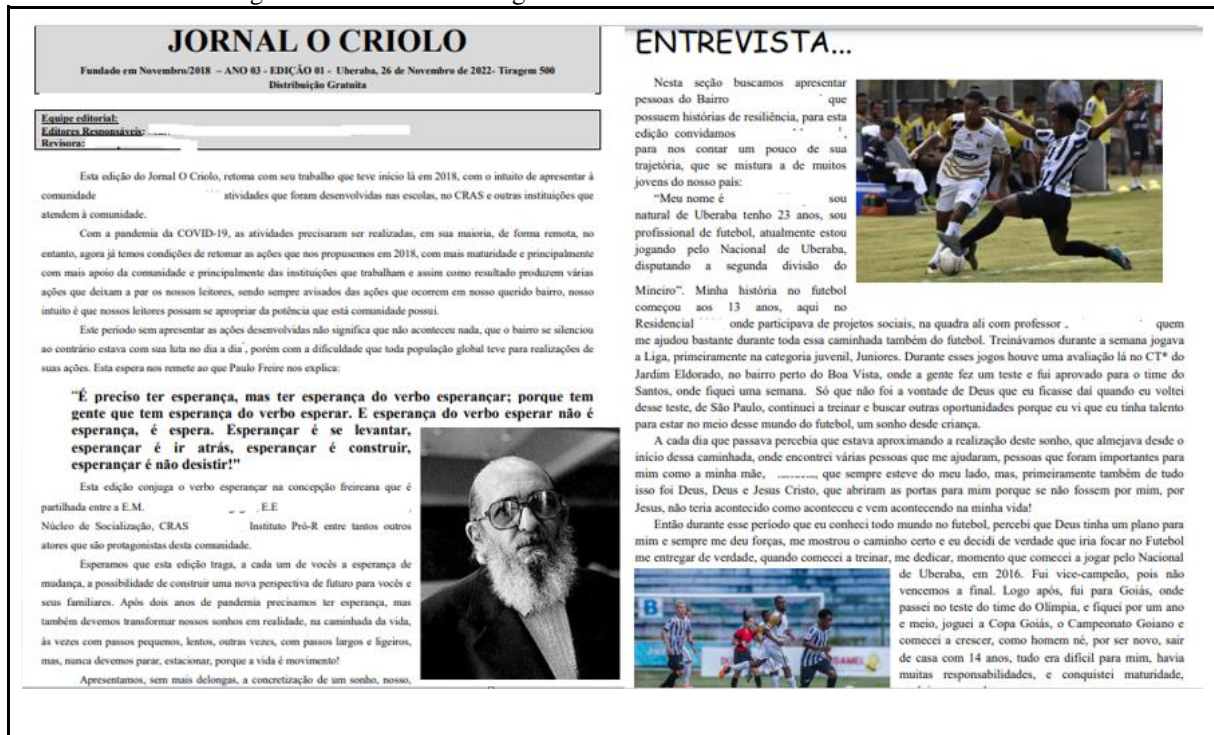 JORNAL O CRIOLO
Fundado em Novembro/2018 – ANO 03 - EDIÇÃO 01 - Uberaba, 26 de Novembro de 2022- Tiragem 500
Distribuição Gratuita
Equipe editorial:
Editores Responsáveis:
Revisora:
Esta edição do Jornal O Criolo, retoma com seu trabalho que teve início lá em 2018, com o intuito de apresentar à
comunidade atividades que foram desenvolvidas nas escolas, no CRAS e outras instituições que
atendem à comunidade.
Com a pandemia da COVID-19, as atividades precisaram ser realizadas, em sua maioria, de forma remota, no
entanto, agora já temos condições de retomar as ações que nos propusemos em 2018, com mais maturidade e principalmente
com mais apoio da comunidade e principalmente das instituições que trabalham e assim como resultado produzem várias
ações que deixam a par os nossos leitores, sendo sempre avisados das ações que ocorrem em nosso querido bairro, nosso
intuito é que nossos leitores possam se apropriar da potência que está comunidade possui.
Este período sem apresentar as ações desenvolvidas não significa que não aconteceu nada, que o bairro se silenciou
ao contrário estava com sua luta no dia a dia, porém com a dificuldade que toda população global teve para realizações de
suas ações. Esta espera nos remete ao que Paulo Freire nos explica:
"É preciso ter esperança, mas ter esperança do verbo esperançar; porque tem
gente que tem esperança do verbo esperar. E esperança do verbo esperar não é
esperança, é espera. Esperançar é se levantar,
esperançar é ir atrás, esperançar é construir,
esperançar é não desistir!"
Esta edição conjuga o verbo esperançar na concepção freireana que é
partilhada entre a E.M. , E.E
Núcleo de Socialização, CRAS Instituto Pró-R entre tantos outros
atores que são protagonistas desta comunidade.
Esperamos que esta edição traga, a cada um de vocês a esperança de
mudança, a possibilidade de construir uma nova perspectiva de futuro para vocês e
seus familiares. Após dois anos de pandemia precisamos ter esperança, mas
também devemos transformar nossos sonhos em realidade, na caminhada da vida,
às vezes com passos pequenos, lentos, outras vezes, com passos largos e ligeiros,
mas, nunca devemos parar, estacionar, porque a vida é movimento!
Apresentamos, sem mais delongas, a concretização de um sonho, nosso,
ENTREVISTA...
Nesta seção buscamos apresentar
pessoas do Bairro que
possuem histórias de resiliência, para esta
edição convidamos ,
para nos contar um pouco de sua
trajetória, que se mistura a de muitos
jovens do nosso país:
"Meu nome é sou
natural de Uberaba tenho 23 anos, sou
profissional de futebol, atualmente estou
jogando pelo Nacional de Uberaba,
disputando a segunda divisão do
Mineiro". Minha história no futebol
começou aos 13 anos, aqui no
Residencial onde participava de projetos sociais, na quadra ali com professor quem
me ajudou bastante durante toda essa caminhada também do futebol. Treinávamos durante a semana jogava
a Liga, primeiramente na categoria juvenil, Juniores. Durante esses jogos houve uma avaliação lá no CT* do
Jardim Eldorado, no bairro perto do Boa Vista, onde a gente fez um teste e fui aprovado para o time do
Santos, onde fiquei uma semana. Só que não foi a vontade de Deus que eu ficasse daí quando eu voltei
desse teste, de São Paulo, continuei a treinar e buscar outras oportunidades porque eu vi que eu tinha talento
para estar no meio desse mundo do futebol, um sonho desde criança.
A cada dia que passava percebia que estava aproximando a realização deste sonho, que almejava desde o
início dessa caminhada, onde encontrei várias pessoas que me ajudaram, pessoas que foram importantes para
mim como a minha mãe, que sempre esteve do meu lado, mas, primeiramente também de tudo
isso foi Deus, Deus e Jesus Cristo, que abriram as portas para mim porque se não fossem por mim, por
Jesus, não teria acontecido como aconteceu e vem acontecendo na minha vida!
Então durante esse período que eu conheci todo mundo no futebol, percebi que Deus tinha um plano para
mim e sempre me deu forças, me mostrou o caminho certo e eu decidi de verdade que iria focar no Futebol
me entregar de verdade, quando comecei a treinar, me dedicar, momento que comecei a jogar pelo Nacional
de Uberaba, em 2016. Fui vice-campeão, pois não
vencemos a final. Logo após, fui para Goiás, onde
passei no teste do time do Olímpia, e fiquei por um ano
e meio, joguei a Copa Goiás, o Campeonato Goiano e
comecei a crescer, como homem né, por ser novo, sair
de casa com 14 anos, tudo era difícil para mim, havia
muitas responsabilidades, e conquistei maturidade,